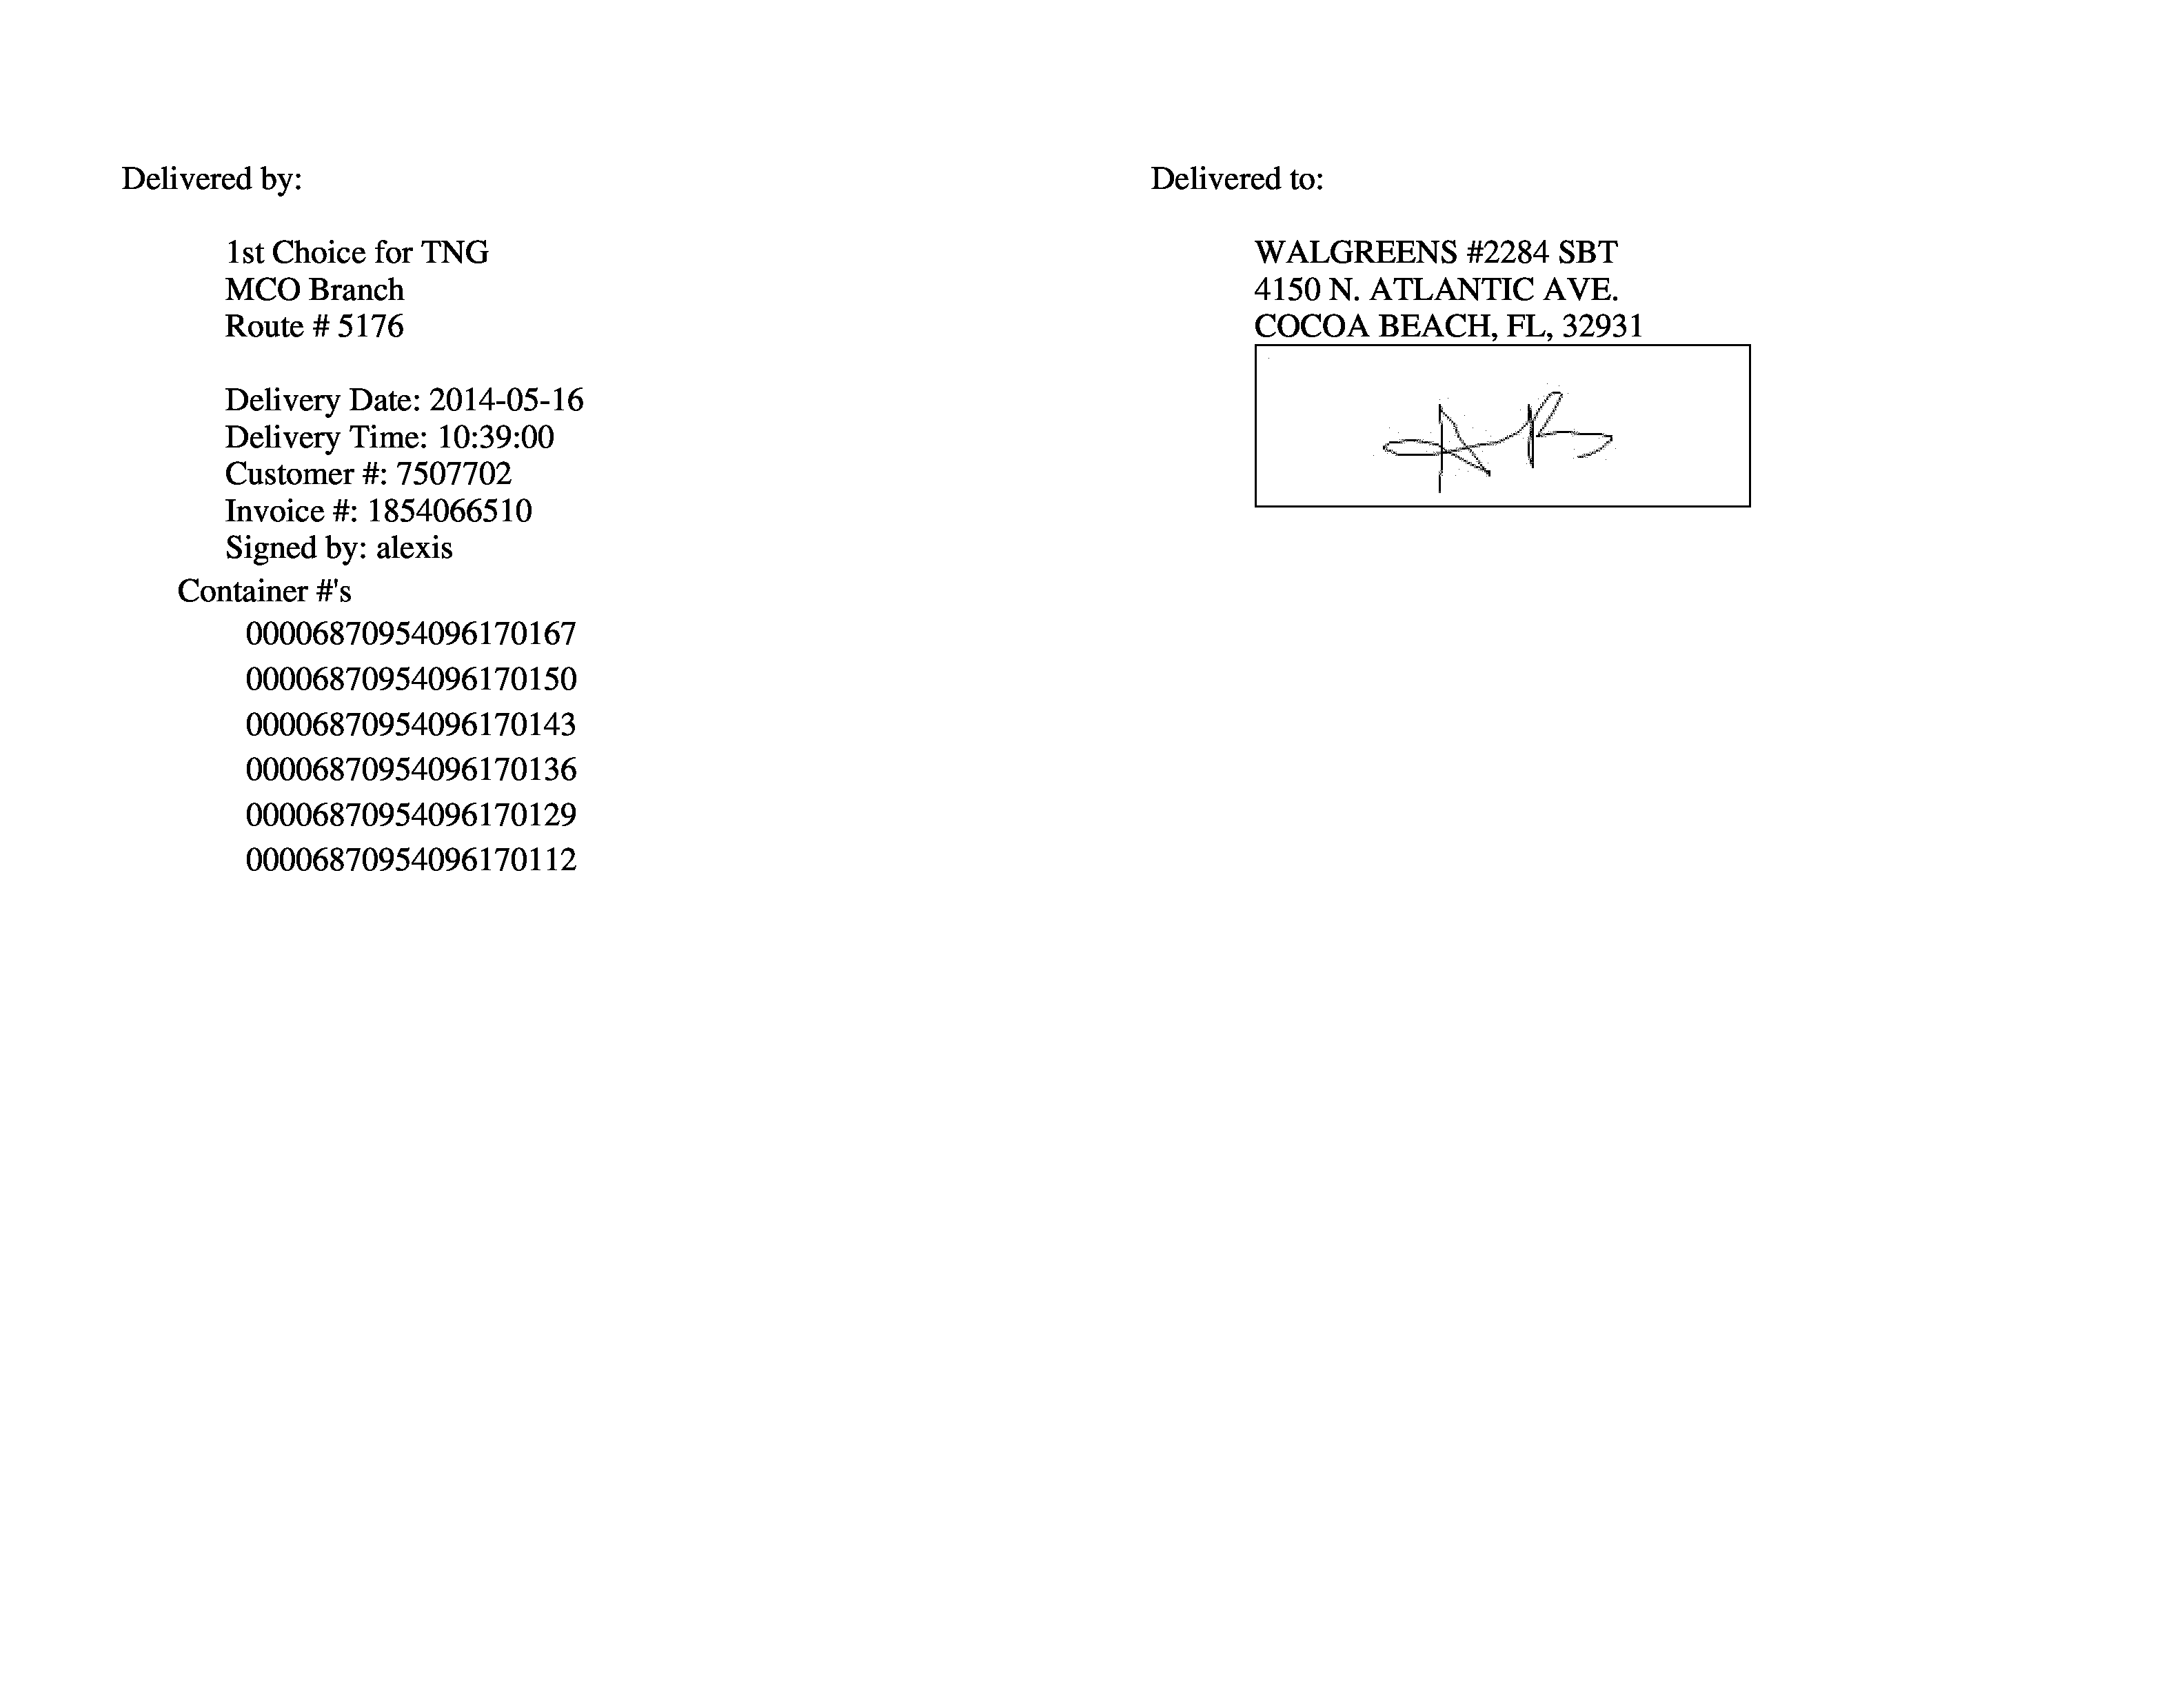 Delivered by:
1st Choice for TNG
MCO Branch
Route # 5176
Delivery Date: 2014-05-16
Delivery Time: 10:39:00
Customer #: 7507702
Invoice #: 1854066510
Signed by: alexis
Container #'s
00006870954096170167
00006870954096170150
00006870954096170143
00006870954096170136
00006870954096170129
00006870954096170112
Delivered to:
WALGREENS #2284 SBT
4150 N. ATLANTIC AVE.
COCOA BEACH, FL, 32931